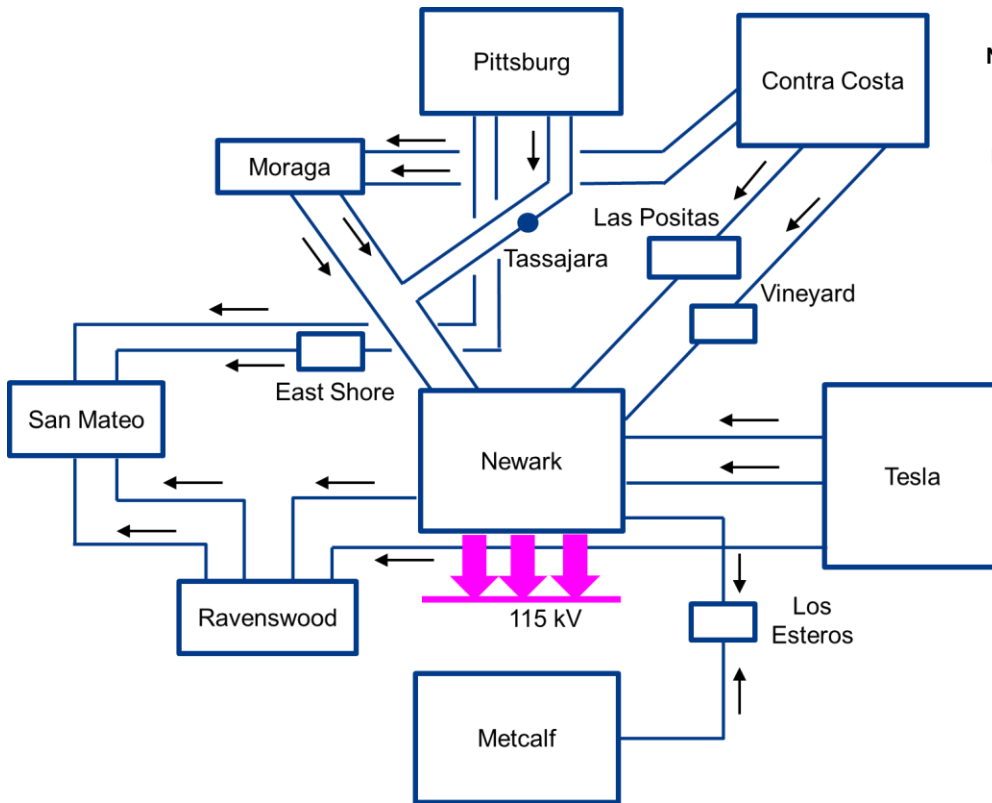 Pittsburg
Contra Costa
N
Moraga
Las Positas
Tassajara
Vineyard
East Shore
San Mateo
Newark
Tesla
Ravenswood
115 kV
Los
Esteros
Metcalf